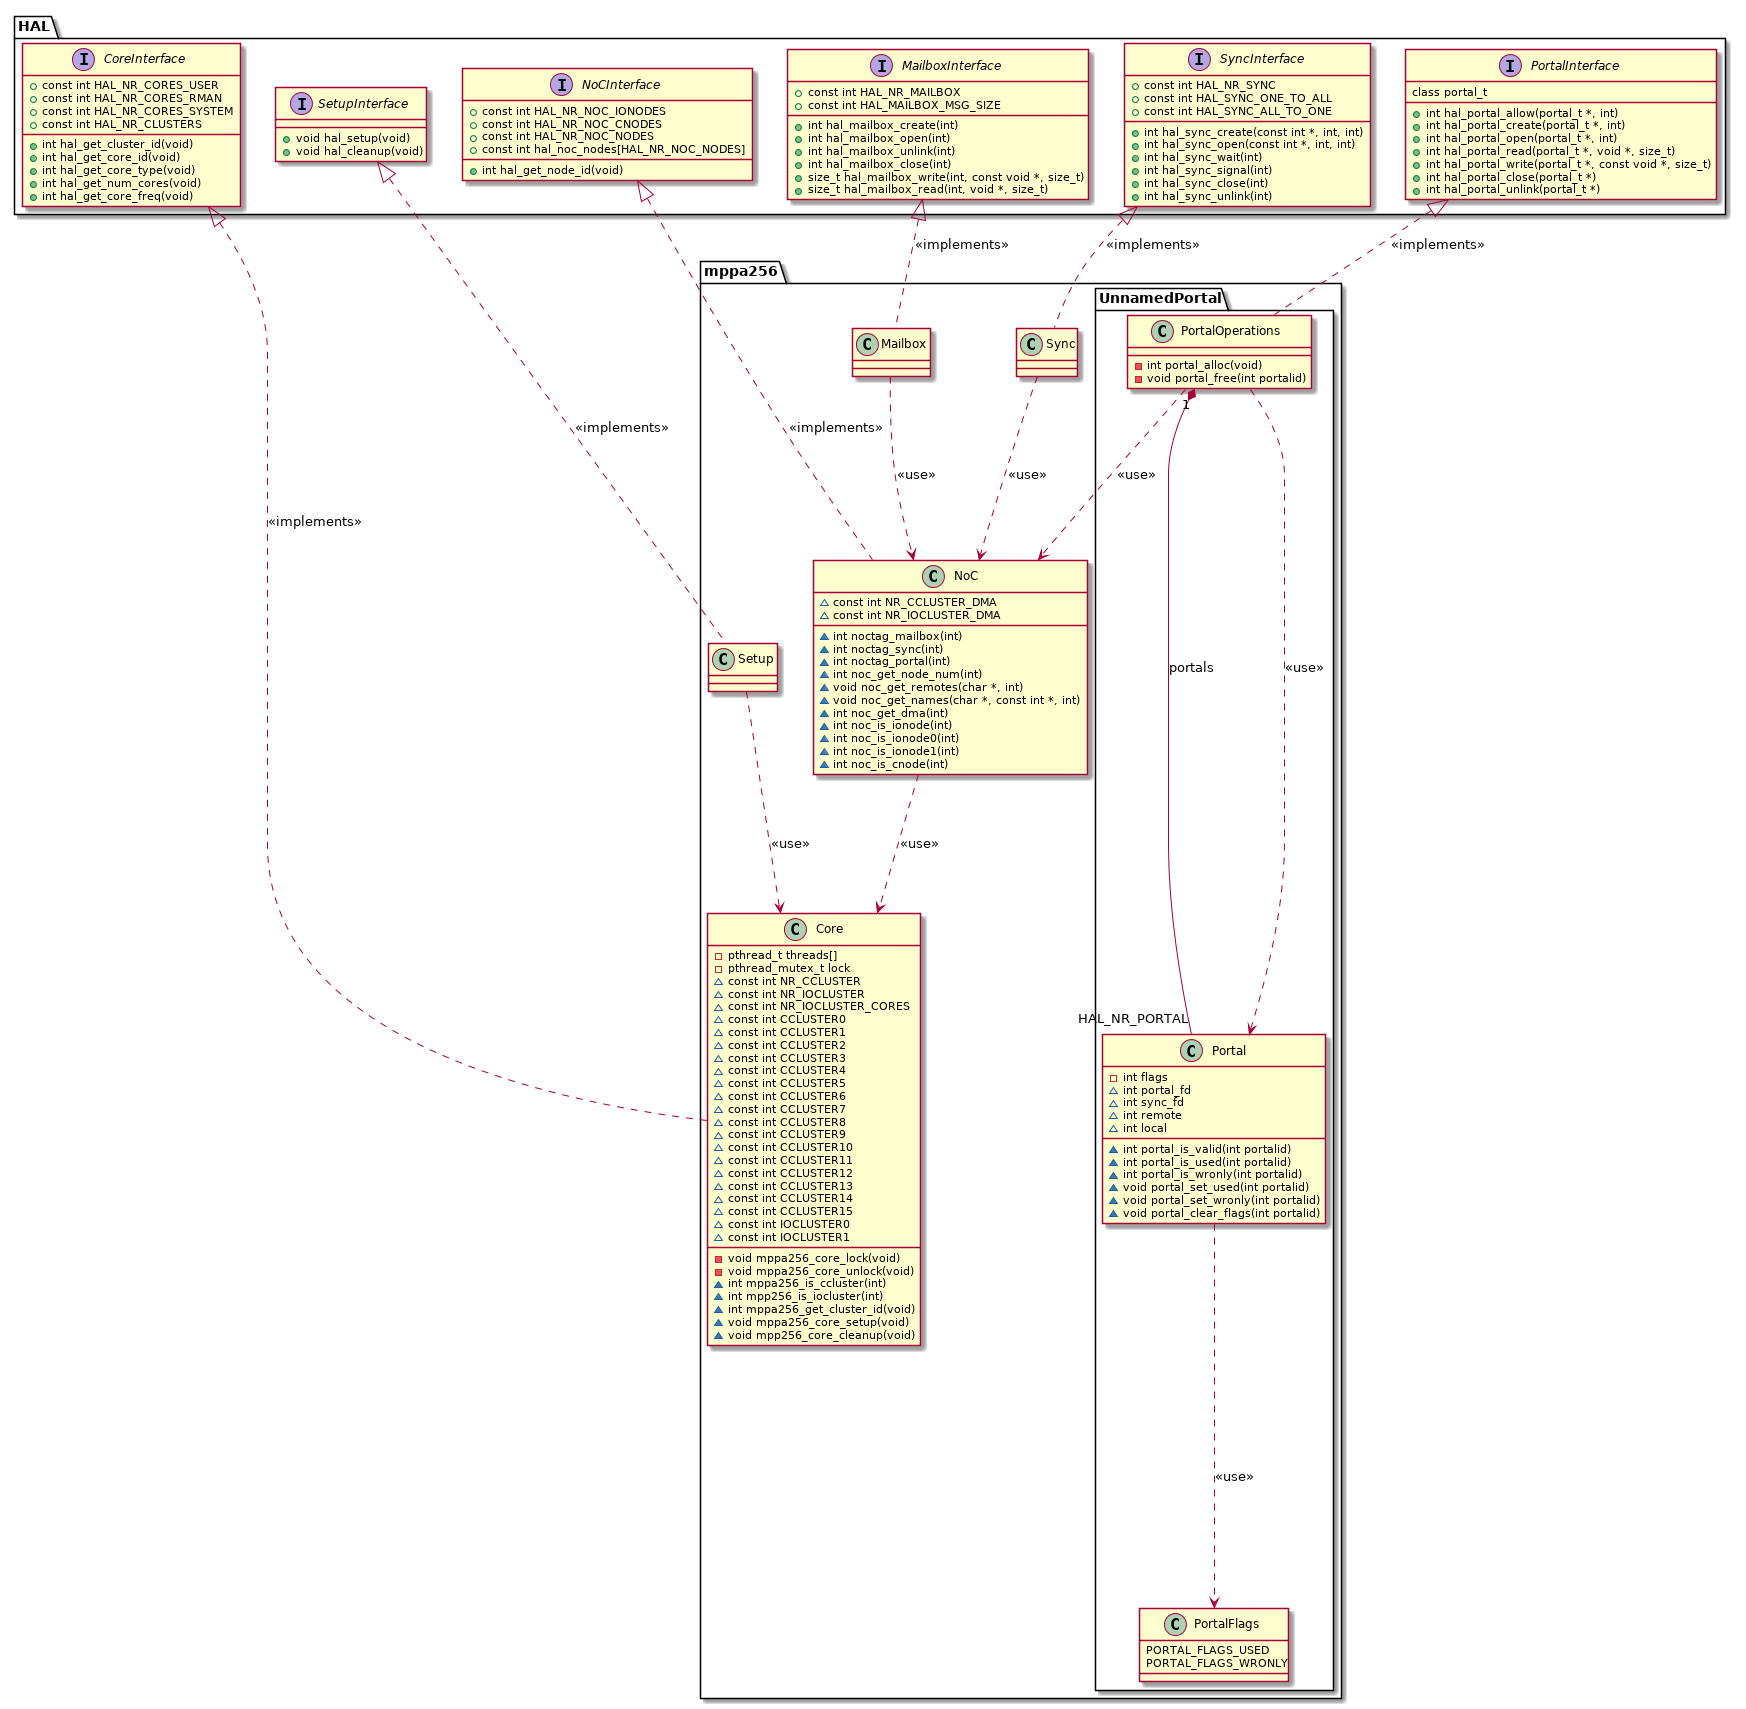 HAL
I CoreInterface
const int HAL_NR_CORES_USER
const int HAL_NR_CORES_RMAN
const int HAL_NR_CORES_SYSTEM
const int HAL_NR_CLUSTERS
int hal_get_cluster_id(void)
int hal_get_core_id(void)
int hal_get_core_type(void)
int hal_get_num_cores(void)
int hal_get_core_freq(void)
I SetupInterface
void hal_setup(void)
void hal_cleanup(void)
I NoCInterface
const int HAL_NR_NOC_IONODES
const int HAL_NR_NOC_CNODES
const int HAL_NR_NOC_NODES
const int hal_noc_nodes[HAL_NR_NOC_NODES]
int hal_get_node_id(void)
I MailboxInterface
const int HAL_NR_MAILBOX
const int HAL_MAILBOX_MSG_SIZE
int hal_mailbox_create(int)
int hal_mailbox_open(int)
int hal_mailbox_unlink(int)
int hal_mailbox_close(int)
size_t hal_mailbox_write(int, const void *, size_t)
size_t hal_mailbox_read(int, void *, size_t)
I SyncInterface
const int HAL_NR_SYNC
const int HAL_SYNC_ONE_TO_ALL
const int HAL_SYNC_ALL_TO_ONE
int hal_sync_create(const int *, int, int)
int hal_sync_open(const int *, int, int)
int hal_sync_wait(int)
int hal_sync_signal(int)
int hal_sync_close(int)
int hal_sync_unlink(int)
I PortalInterface
class portal_t
int hal_portal_allow(portal_t *, int)
int hal_portal_create(portal_t *, int)
int hal_portal_open(portal_t *, int)
int hal_portal_read(portal_t *, void *, size_t)
int hal_portal_write(portal_t *, const void *, size_t)
int hal_portal_close(portal_t *)
int hal_portal_unlink(portal_t *)
«implements»
«implements»
«implements»
mppa256
UnnamedPortal
C PortalOperations
int portal_alloc(void)
void portal_free(int portalid)
C Mailbox
C Sync
1
«implements»
«implements»
«use»
«use»
«use»
«implements»
C NoC
const int NR_CCLUSTER_DMA
const int NR_IOCLUSTER_DMA
int noctag_mailbox(int)
int noctag_sync(int)
int noctag_portal(int)
int noc_get_node_num(int)
void noc_get_remotes(char *, int)
void noc_get_names(char *, const int *, int)
int noc_get_dma(int)
int noc_is_ionode(int)
int noc_is_ionode0(int)
int noc_is_ionode1(int)
int noc_is_cnode(int)
C Setup
portals
«use»
«use»
«use»
C Core
pthread_t threads[]
pthread_mutex_t lock
const int NR_CCLUSTER
const int NR_IOCLUSTER
const int NR_IOCLUSTER_CORES
const int CCLUSTER0
const int CCLUSTER1
const int CCLUSTER2
const int CCLUSTER3
const int CCLUSTER4
const int CCLUSTER5
const int CCLUSTER6
const int CCLUSTER7
const int CCLUSTER8
const int CCLUSTER9
const int CCLUSTER10
const int CCLUSTER11
const int CCLUSTER12
const int CCLUSTER13
const int CCLUSTER14
const int CCLUSTER15
const int IOCLUSTER0
const int IOCLUSTER1
void mppa256_core_lock(void)
void mppa256_core_unlock(void)
int mppa256_is_ccluster(int)
int mpp256_is_iocluster(int)
int mppa256_get_cluster_id(void)
void mppa256_core_setup(void)
void mpp256_core_cleanup(void)
HAL_NR_PORTAL
C Portal
int flags
int portal_fd
int sync_fd
int remote
int local
int portal_is_valid(int portalid)
int portal_is_used(int portalid)
int portal_is_wronly(int portalid)
void portal_set_used(int portalid)
void portal_set_wronly(int portalid)
void portal_clear_flags(int portalid)
«use»
C PortalFlags
PORTAL_FLAGS_USED
PORTAL_FLAGS_WRONLY